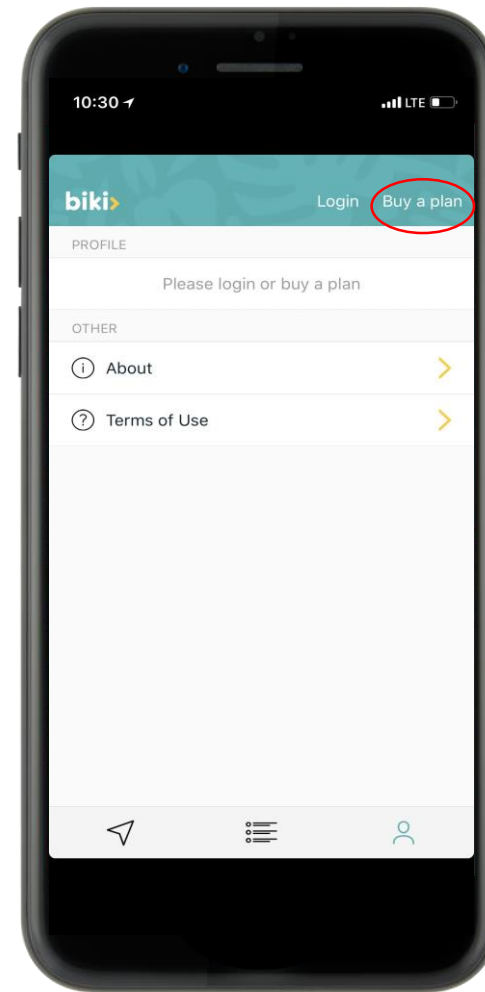 10:30 LTE
biki> Login Buy a plan
PROFILE
Please login or buy a plan
OTHER
About
Terms of Use